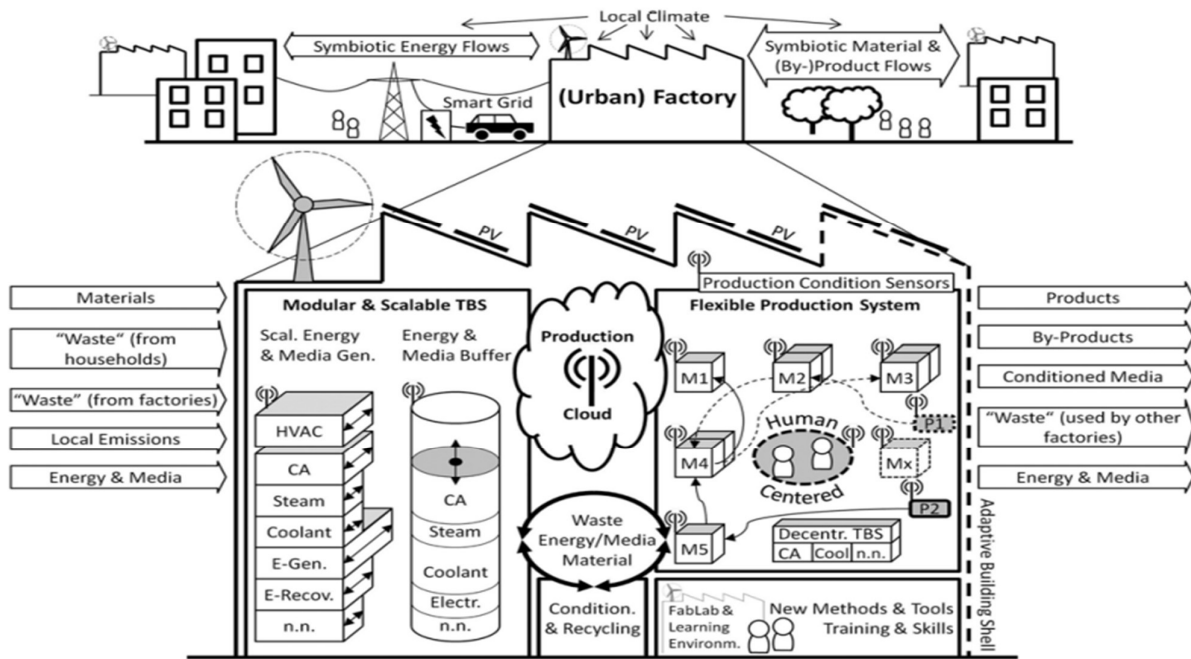 Local Climate
Symbiotic Energy Flows
Symbiotic Material &
(By-)Product Flows
Smart Grid
(Urban) Factory
PV
PV
PV
Materials
“Waste“ (from
households)
“Waste“ (from factories)
Local Emissions
Energy & Media
Modular & Scalable TBS
Scal. Energy
& Media Gen.
HVAC
CA
Steam
Coolant
E-Gen.
E-Recov.
n.n.
Energy &
Media Buffer
CA
Steam
Coolant
Electr.
n.n.
Production
Cloud
Waste
Energy/Media
Material
Condition.
& Recycling
Production Condition Sensors
Flexible Production System
M1
M2
M3
P1
M4
Human
Centered
Mx
P2
M5
Decentr. TBS
CA
Cool
n.n.
FabLab &
Learning
Environm.
New Methods & Tools
Training & Skills
Adaptive Building Shell
Products
By-Products
Conditioned Media
“Waste“ (used by other
factories)
Energy & Media